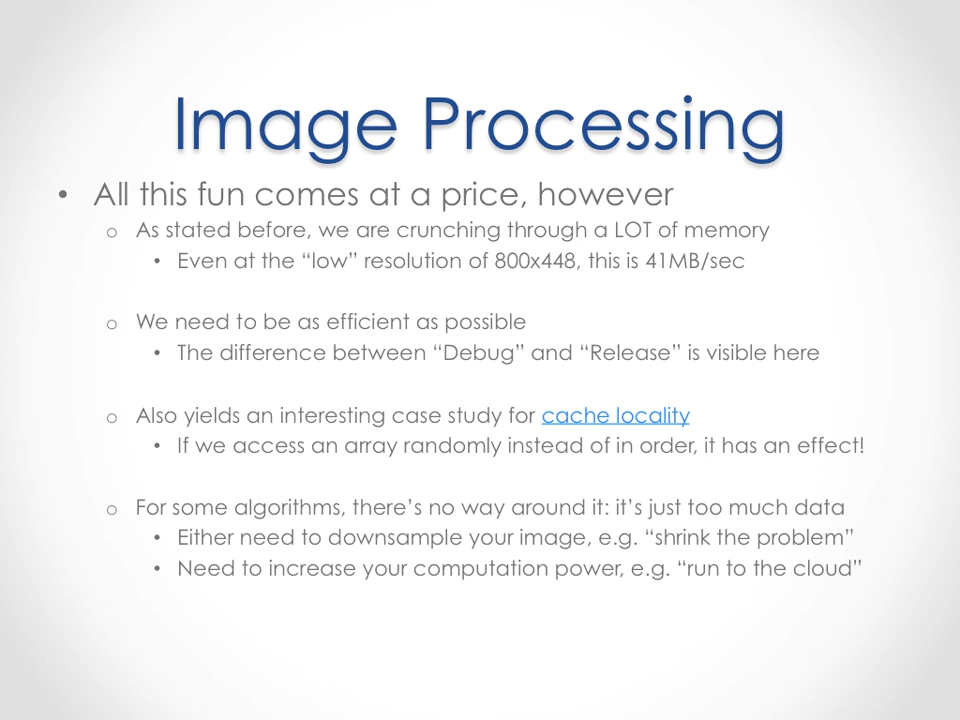 Image Processing
• All this fun comes at a price, however
o As stated before, we are crunching through a LOT of memory
• Even at the “low” resolution of 800x448, this is 41MB/sec
o We need to be as efficient as possible
• The difference between “Debug” and “Release” is visible here
o Also yields an interesting case study for cache locality
• If we access an array randomly instead of in order, it has an effect!
o For some algorithms, there’s no way around it: it’s just too much data
• Either need to downsample your image, e.g. “shrink the problem”
• Need to increase your computation power, e.g. “run to the cloud”